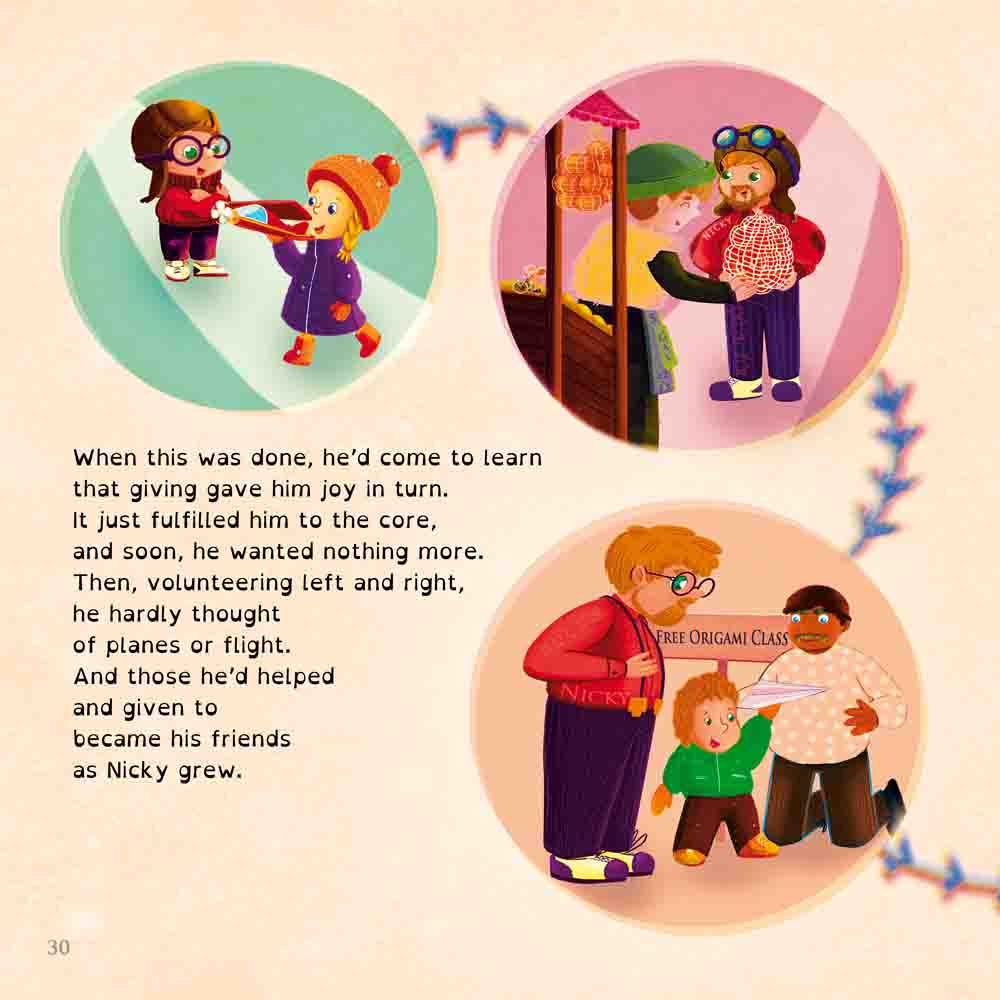 NICKY
FREE ORIGAMI CLASS
NICKY
When this was done, he'd come to learn
that giving gave him joy in turn.
It just fulfilled him to the core,
and soon, he wanted nothing more.
Then, volunteering left and right,
he hardly thought
of planes or flight.
And those he'd helped
and given to
became his friends
as Nicky grew.
30